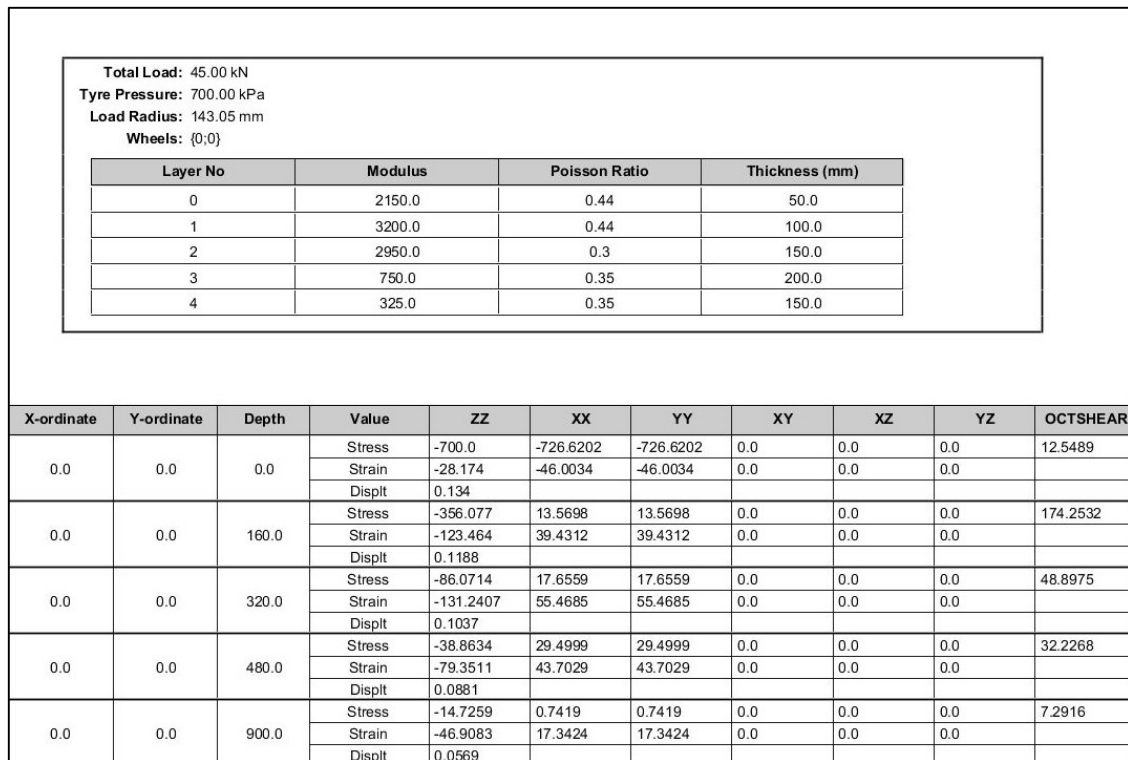 Total Load: 45.00 kN
Tyre Pressure: 700.00 kPa
Load Radius: 143.05 mm
Wheels: {0;0}
Layer No Modulus Poisson Ratio Thickness (mm)
0 2150.0 0.44 50.0
1 3200.0 0.44 100.0
2 2950.0 0.3 150.0
3 750.0 0.35 200.0
4 325.0 0.35 150.0
X-ordinate Y-ordinate Depth Value ZZ XX YY XY XZ YZ OCTSHEAR
Stress -700.0 -726.6202 -726.6202 0.0 0.0 0.0 12.5489
0.0 0.0 0.0 Strain -28.174 -46.0034 -46.0034 0.0 0.0 0.0
Displt 0.134
Stress -356.077 13.5698 13.5698 0.0 0.0 0.0 174.2532
0.0 0.0 160.0 Strain -123.464 39.4312 39.4312 0.0 0.0 0.0
Displt 0.1188
Stress -86.0714 17.6559 17.6559 0.0 0.0 0.0 48.8975
0.0 0.0 320.0 Strain -131.2407 55.4685 55.4685 0.0 0.0 0.0
Displt 0.1037
Stress -38.8634 29.4999 29.4999 0.0 0.0 0.0 32.2268
0.0 0.0 480.0 Strain -79.3511 43.7029 43.7029 0.0 0.0 0.0
Displt 0.0881
Stress -14.7259 0.7419 0.7419 0.0 0.0 0.0 7.2916
0.0 0.0 900.0 Strain -46.9083 17.3424 17.3424 0.0 0.0 0.0
Displt 0.0569